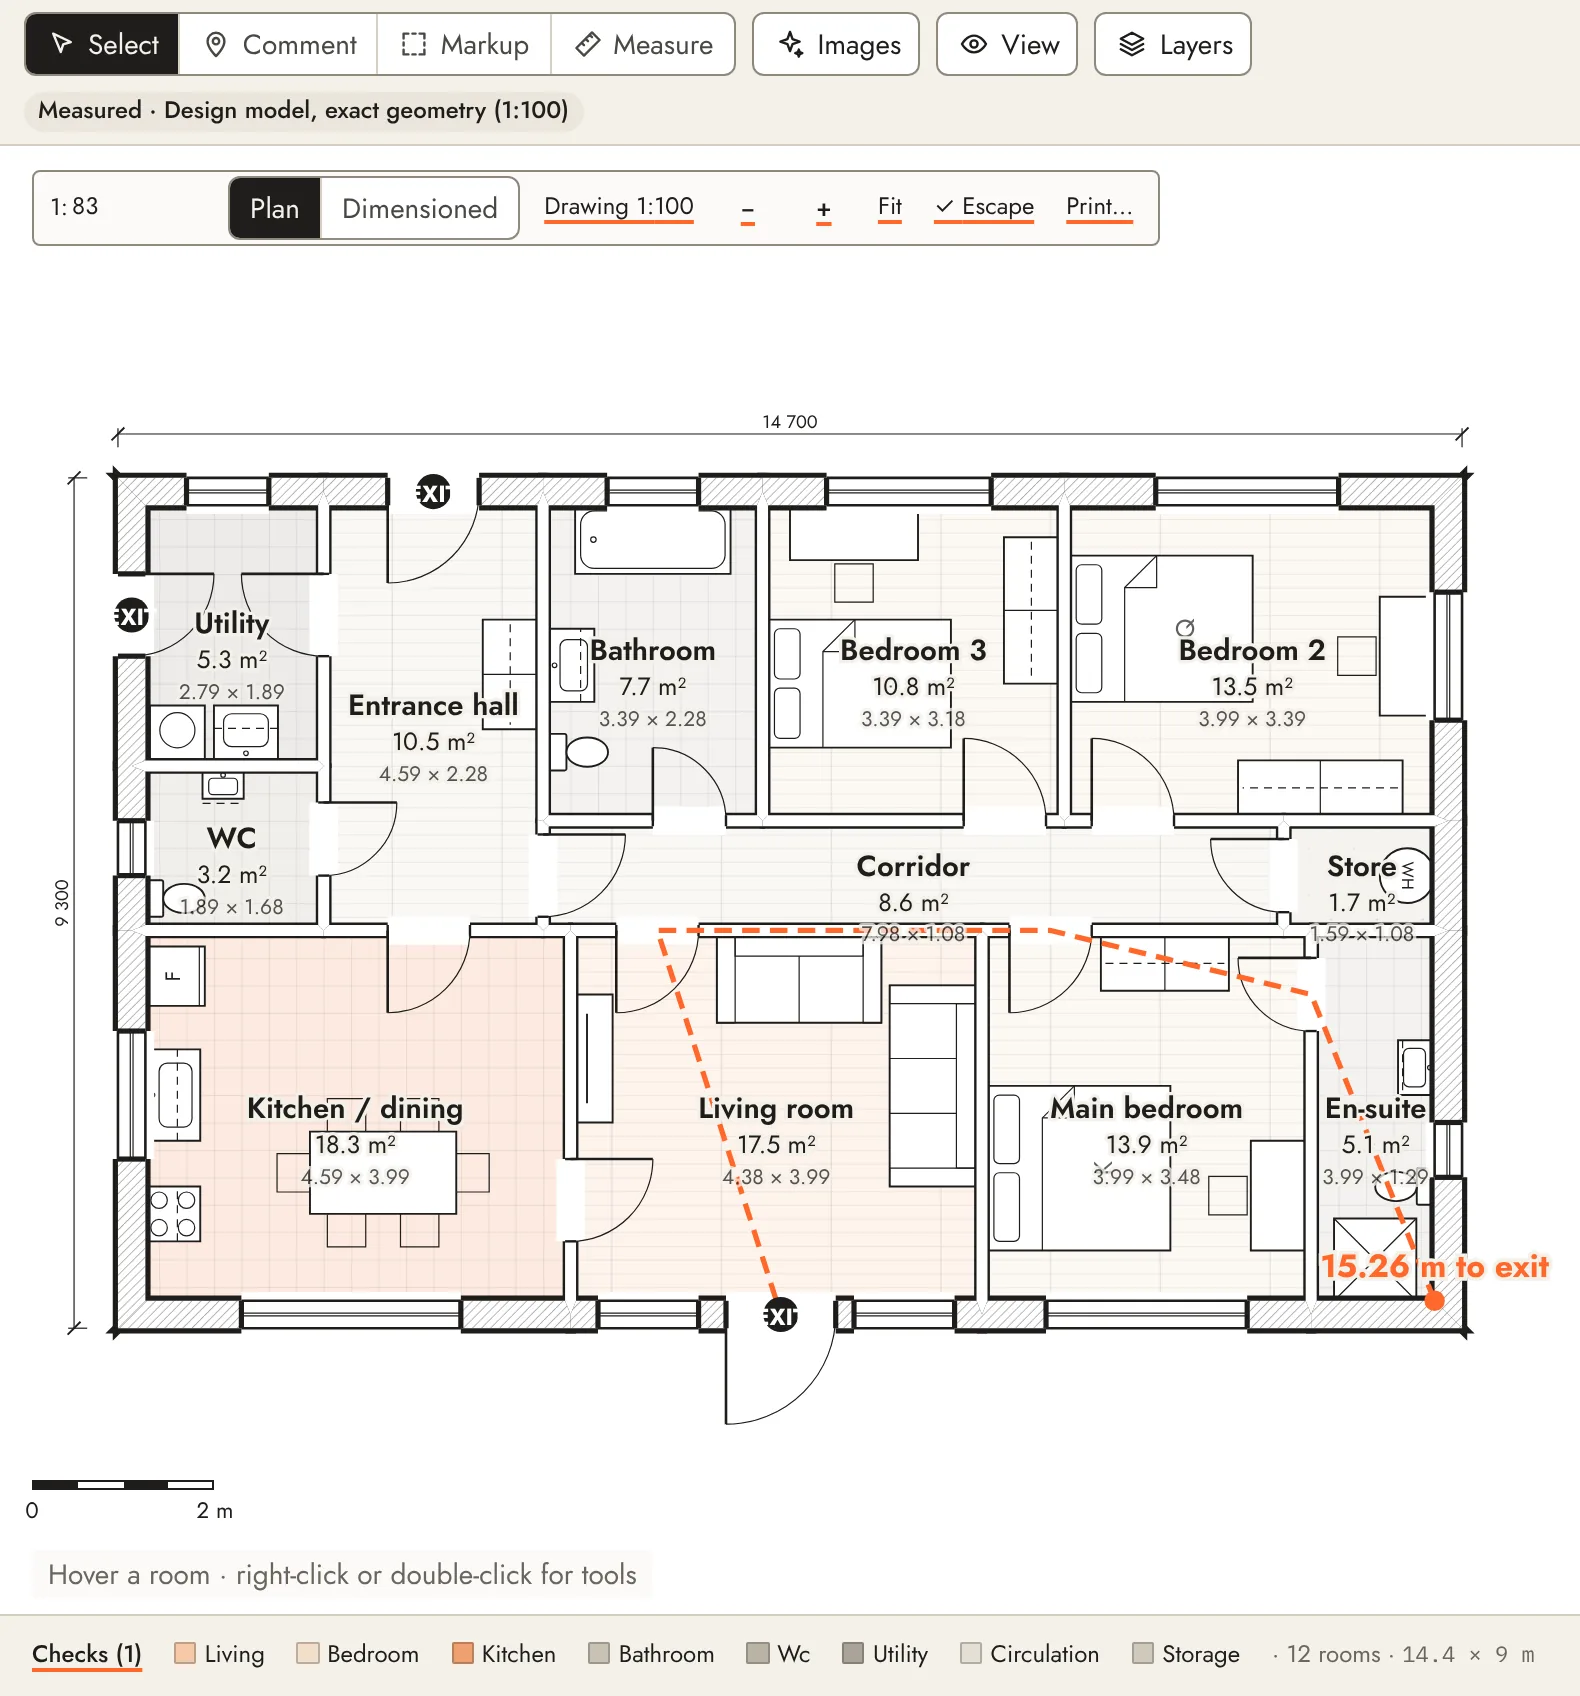 Select Comment Markup Measure Images View Layers
Measured · Design model, exact geometry (1:100)
1: 83 Plan Dimensioned Drawing 1:100 − + Fit ✓ Escape Print...
14 700
EXIT
EXIT
Utility
5.3 m²
2.79 × 1.89
Entrance hall
10.5 m²
4.59 × 2.28
Bathroom
7.7 m²
3.39 × 2.28
Bedroom 3
10.8 m²
3.39 × 3.18
Bedroom 2
13.5 m²
3.99 × 3.39
WC
3.2 m²
1.89 × 1.68
Corridor
8.6 m²
7.98 × 1.08
Store
1.7 m²
1.59 × 1.08
WH
9 300
F
Kitchen / dining
18.3 m²
4.59 × 3.99
Living room
17.5 m²
4.38 × 3.99
Main bedroom
13.9 m²
3.99 × 3.48
En-suite
5.1 m²
3.99 × 1.29
15.26 m to exit
EXIT
0 2 m
Hover a room · right-click or double-click for tools
Checks (1) Living Bedroom Kitchen Bathroom Wc Utility Circulation Storage · 12 rooms · 14.4 × 9 m